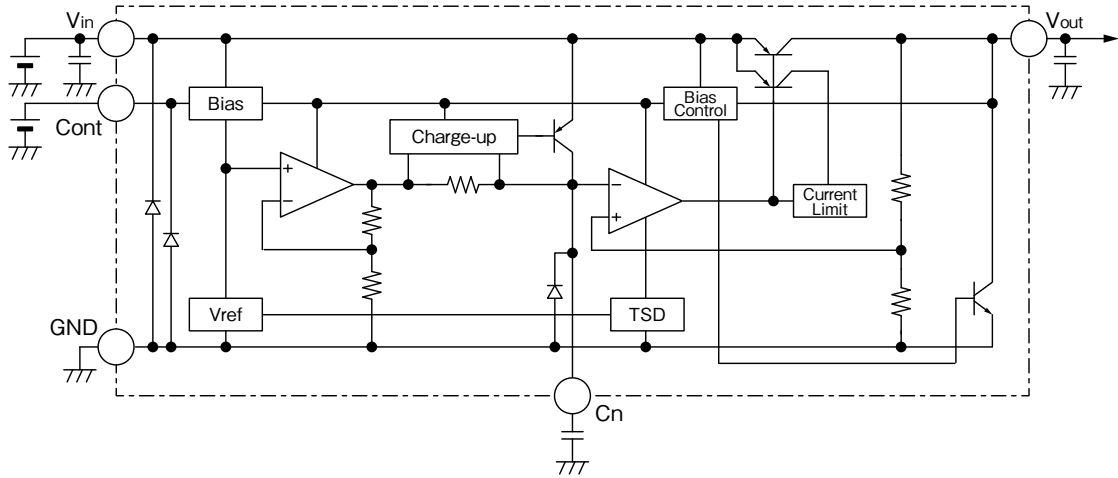 Vin
Vout
Cont
Bias
Bias
Control
Charge-up
+
−
−
+
Current
Limit
Vref
TSD
GND
Cn